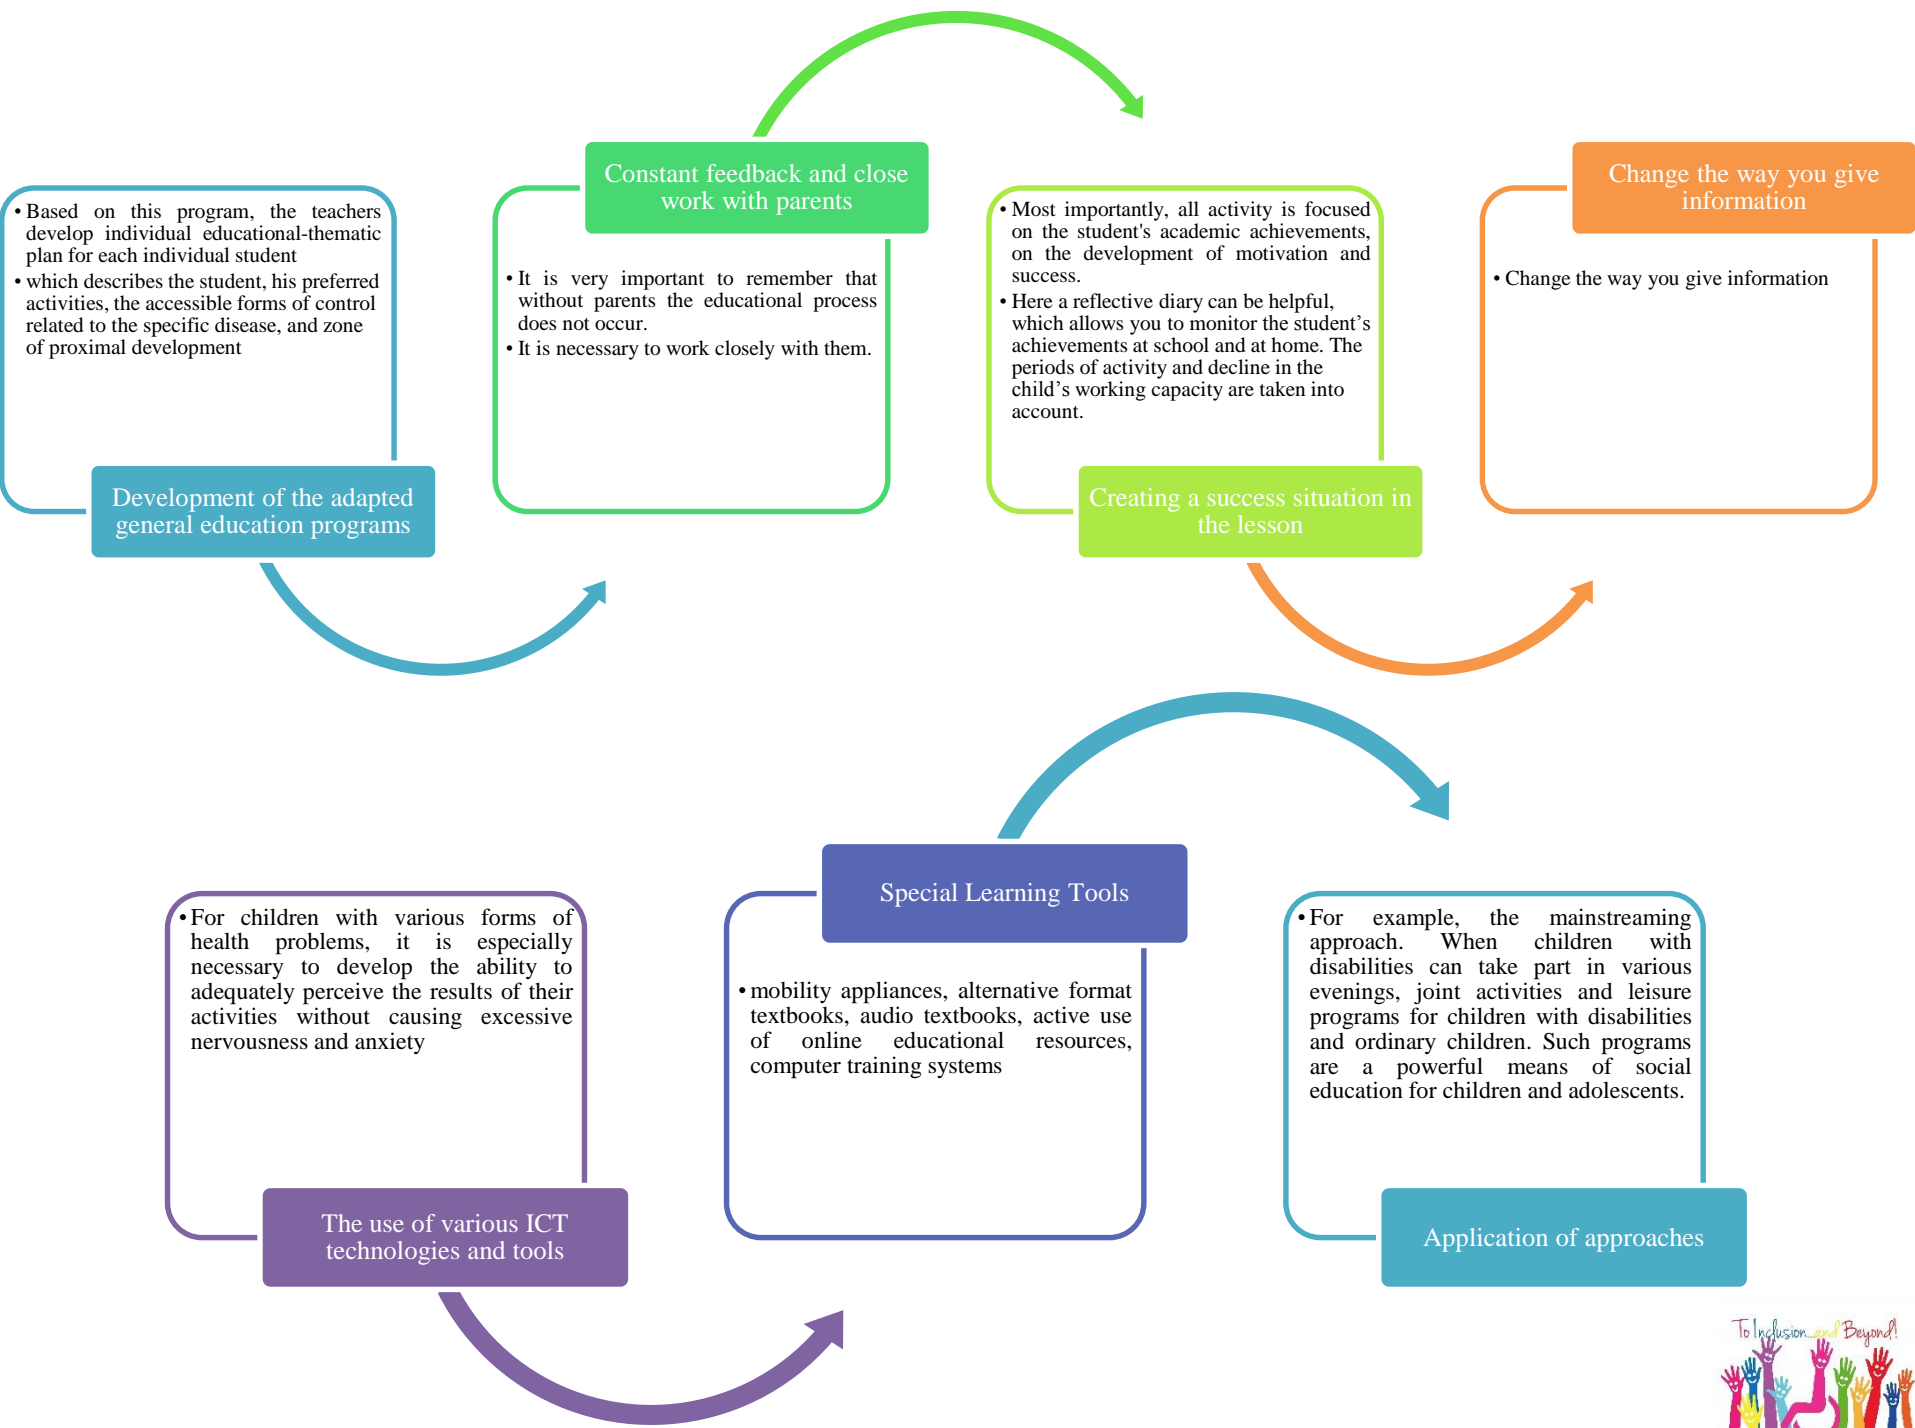 • Based on this program, the teachers
develop individual educational-thematic
plan for each individual student
• which describes the student, his preferred
activities, the accessible forms of control
related to the specific disease, and zone
of proximal development
Development of the adapted
general education programs
Constant feedback and close
work with parents
• It is very important to remember that
without parents the educational process
does not occur.
• It is necessary to work closely with them.
• Most importantly, all activity is focused
on the student's academic achievements,
on the development of motivation and
success.
• Here a reflective diary can be helpful,
which allows you to monitor the student’s
achievements at school and at home. The
periods of activity and decline in the
child’s working capacity are taken into
account.
Creating a success situation in
the lesson
Change the way you give
information
• Change the way you give information
• For children with various forms of
health problems, it is especially
necessary to develop the ability to
adequately perceive the results of their
activities without causing excessive
nervousness and anxiety
The use of various ICT
technologies and tools
Special Learning Tools
• mobility appliances, alternative format
textbooks, audio textbooks, active use
of online educational resources,
computer training systems
• For example, the mainstreaming
approach. When children with
disabilities can take part in various
evenings, joint activities and leisure
programs for children with disabilities
and ordinary children. Such programs
are a powerful means of social
education for children and adolescents.
Application of approaches
To Inclusion...and Beyond!